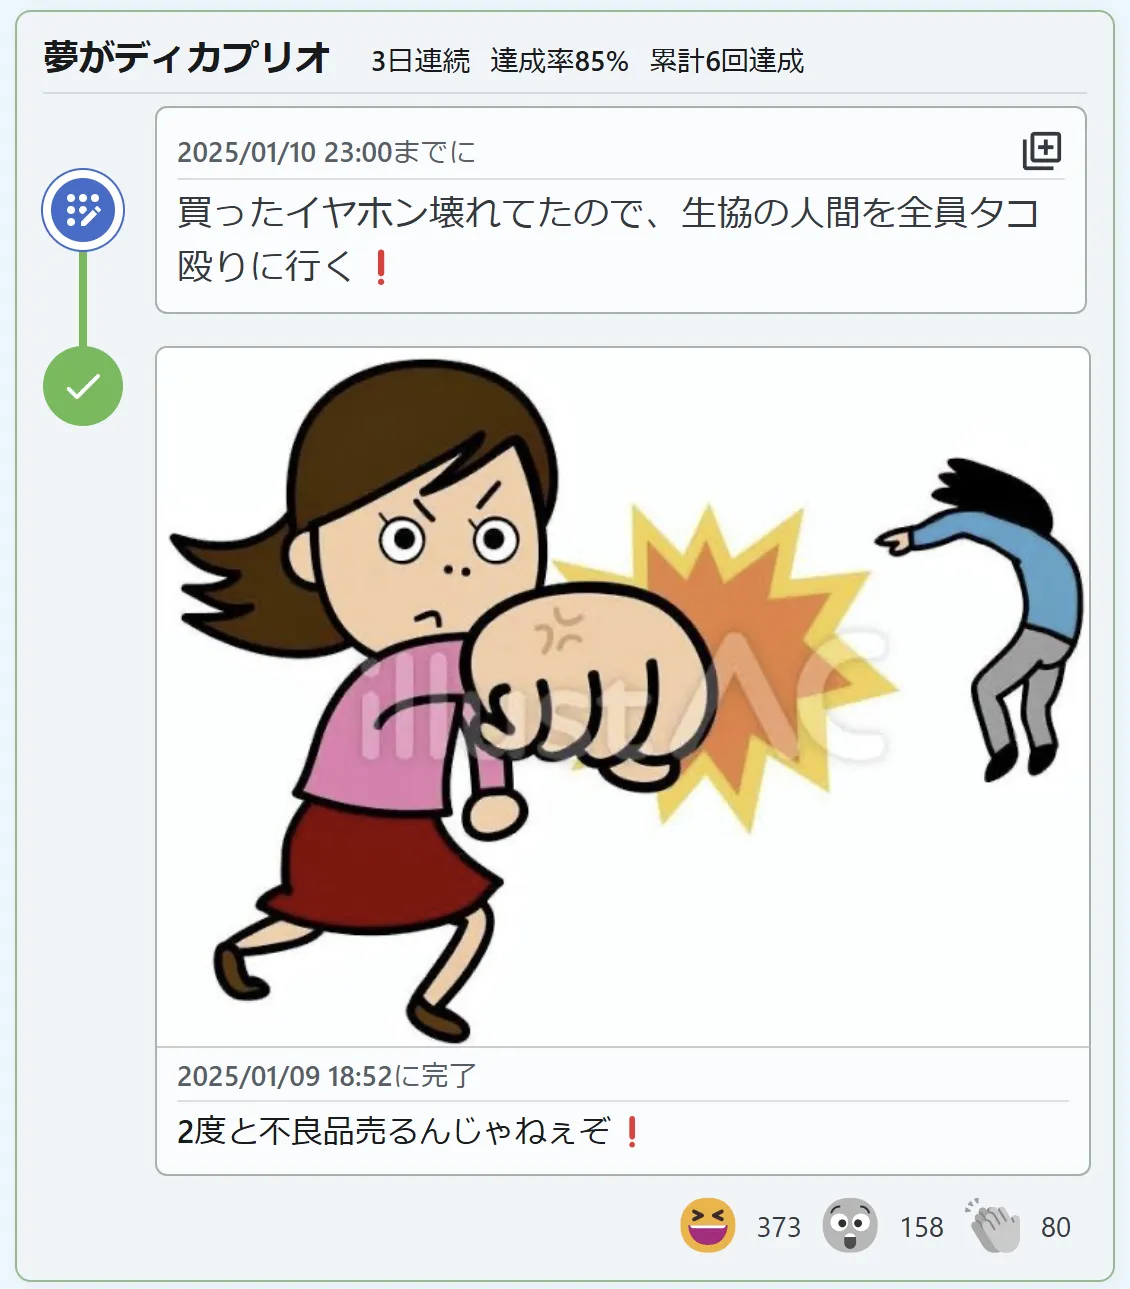 夢がディカプリオ 3日連続 達成率85% 累計6回達成
2025/01/10 23:00までに
買ったイヤホン壊れてたので、生協の人間を全員タコ
殴りに行く❗
illustAC
2025/01/09 18:52に完了
2度と不良品売るんじゃねぇぞ❗
373 158 80